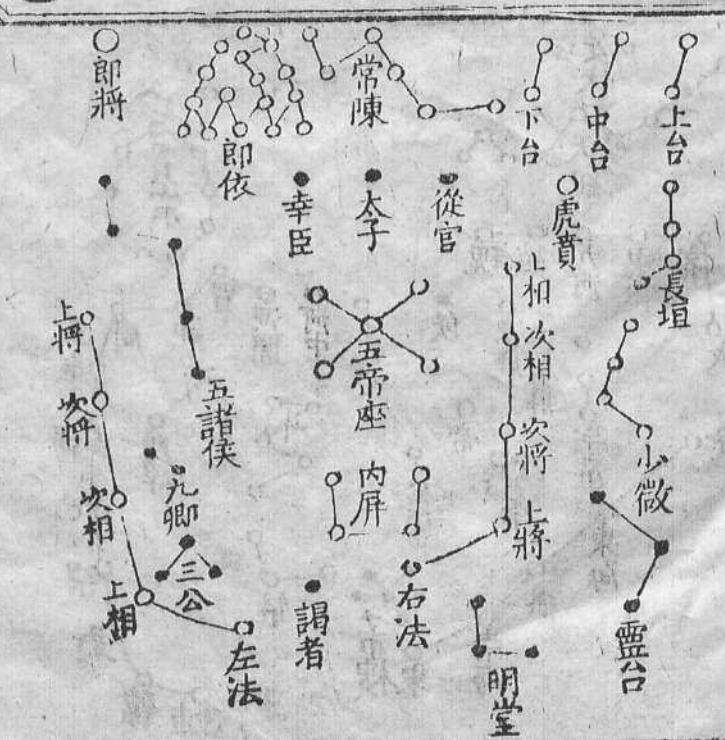 上台
中台
下台
常陳
郎依
郎將
長垣
虎賁
從官
太子
幸臣
少微
上相
次相
次將
上將
五帝座
五諸侯
上將
次將
次相
上相
靈台
明堂
右法
內屏
謁者
九卿
三公
左法